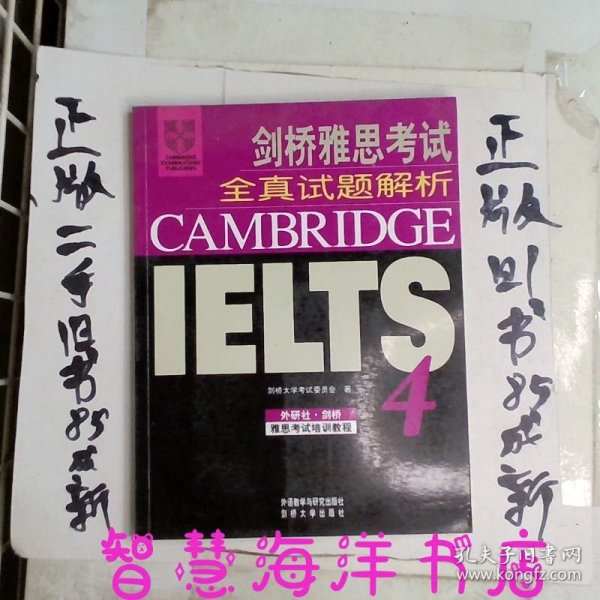 CAMBRIDGE
EXAMINATIONS
PUBLISHING
剑桥雅思考试
全真试题解析
CAMBRIDGE
IELTS
4
剑桥大学考试委员会 著
外研社·剑桥
雅思考试培训教程
外语教学与研究出版社
剑桥大学出版社
正版二手旧书85成新
正版旧书85成新
智慧海洋书店
孔夫子旧书网
www.kongfz.com